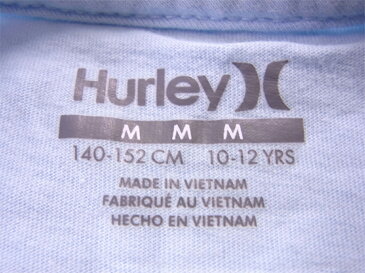 Hurley
M M M
140-152 CM 10-12 YRS
MADE IN VIETNAM
FABRIQUÉ AU VIETNAM
HECHO EN VIETNAM